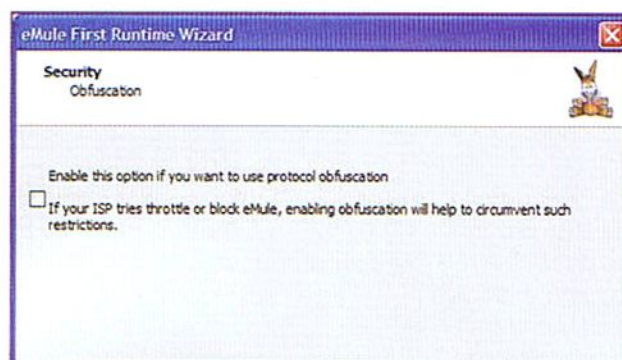 eMule First Runtime Wizard
Security
Obfuscation
Enable this option if you want to use protocol obfuscation
If your ISP tries throttle or block eMule, enabling obfuscation will help to circumvent such
restrictions.